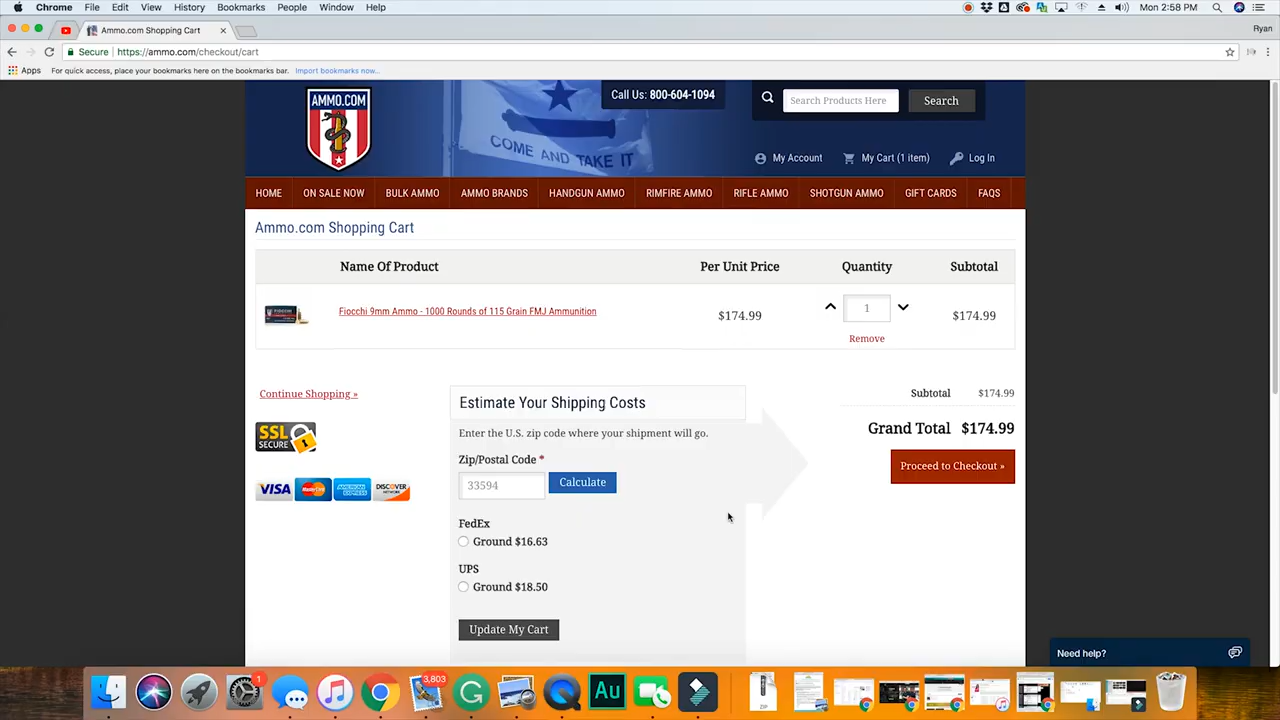 Chrome File Edit View History Bookmarks People Window Help Mon 2:58 PM
Ammo.com Shopping Cart Ryan
Secure https://ammo.com/checkout/cart
Apps For quick access, place your bookmarks here on the bookmarks bar. Import bookmarks now...
AMMO.COM
COME AND TAKE IT
Call Us: 800-604-1094
Search Products Here Search
My Account My Cart (1 item) Log In
HOME ON SALE NOW BULK AMMO AMMO BRANDS HANDGUN AMMO RIMFIRE AMMO RIFLE AMMO SHOTGUN AMMO GIFT CARDS FAQS
Ammo.com Shopping Cart
Name Of Product Per Unit Price Quantity Subtotal
Fiocchi 9mm Ammo - 1000 Rounds of 115 Grain FMJ Ammunition $174.99 1 $174.99
Remove
Continue Shopping »
SSL
SECURE
VISA MasterCard AMERICAN EXPRESS DISCOVER NETWORK
Estimate Your Shipping Costs
Enter the U.S. zip code where your shipment will go.
Zip/Postal Code *
33594 Calculate
FedEx
Ground $16.63
UPS
Ground $18.50
Update My Cart
Subtotal $174.99
Grand Total $174.99
Proceed to Checkout »
Need help?
1
3,803
Au
ZIP